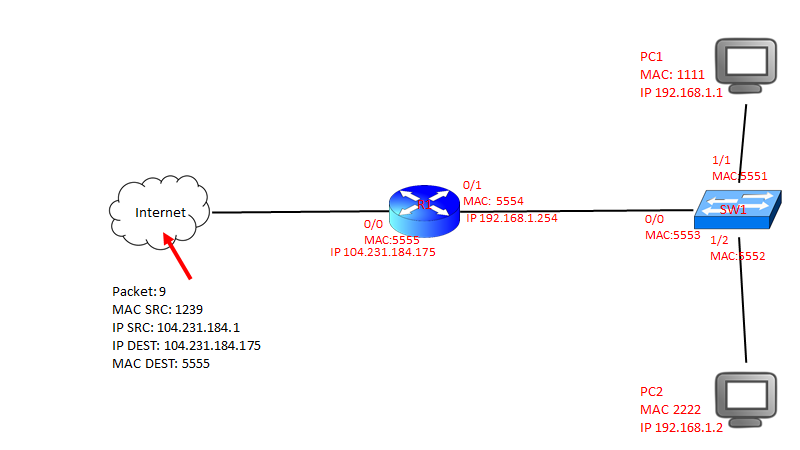 PC1
MAC: 1111
IP 192.168.1.1
1/1
MAC:5551
0/1
MAC: 5554
IP 192.168.1.254
R1
Internet
SW1
0/0
MAC:5555
IP 104.231.184.175
0/0
MAC:5553
1/2
MAC:5552
Packet: 9
MAC SRC: 1239
IP SRC: 104.231.184.1
IP DEST: 104.231.184.175
MAC DEST: 5555
PC2
MAC 2222
IP 192.168.1.2